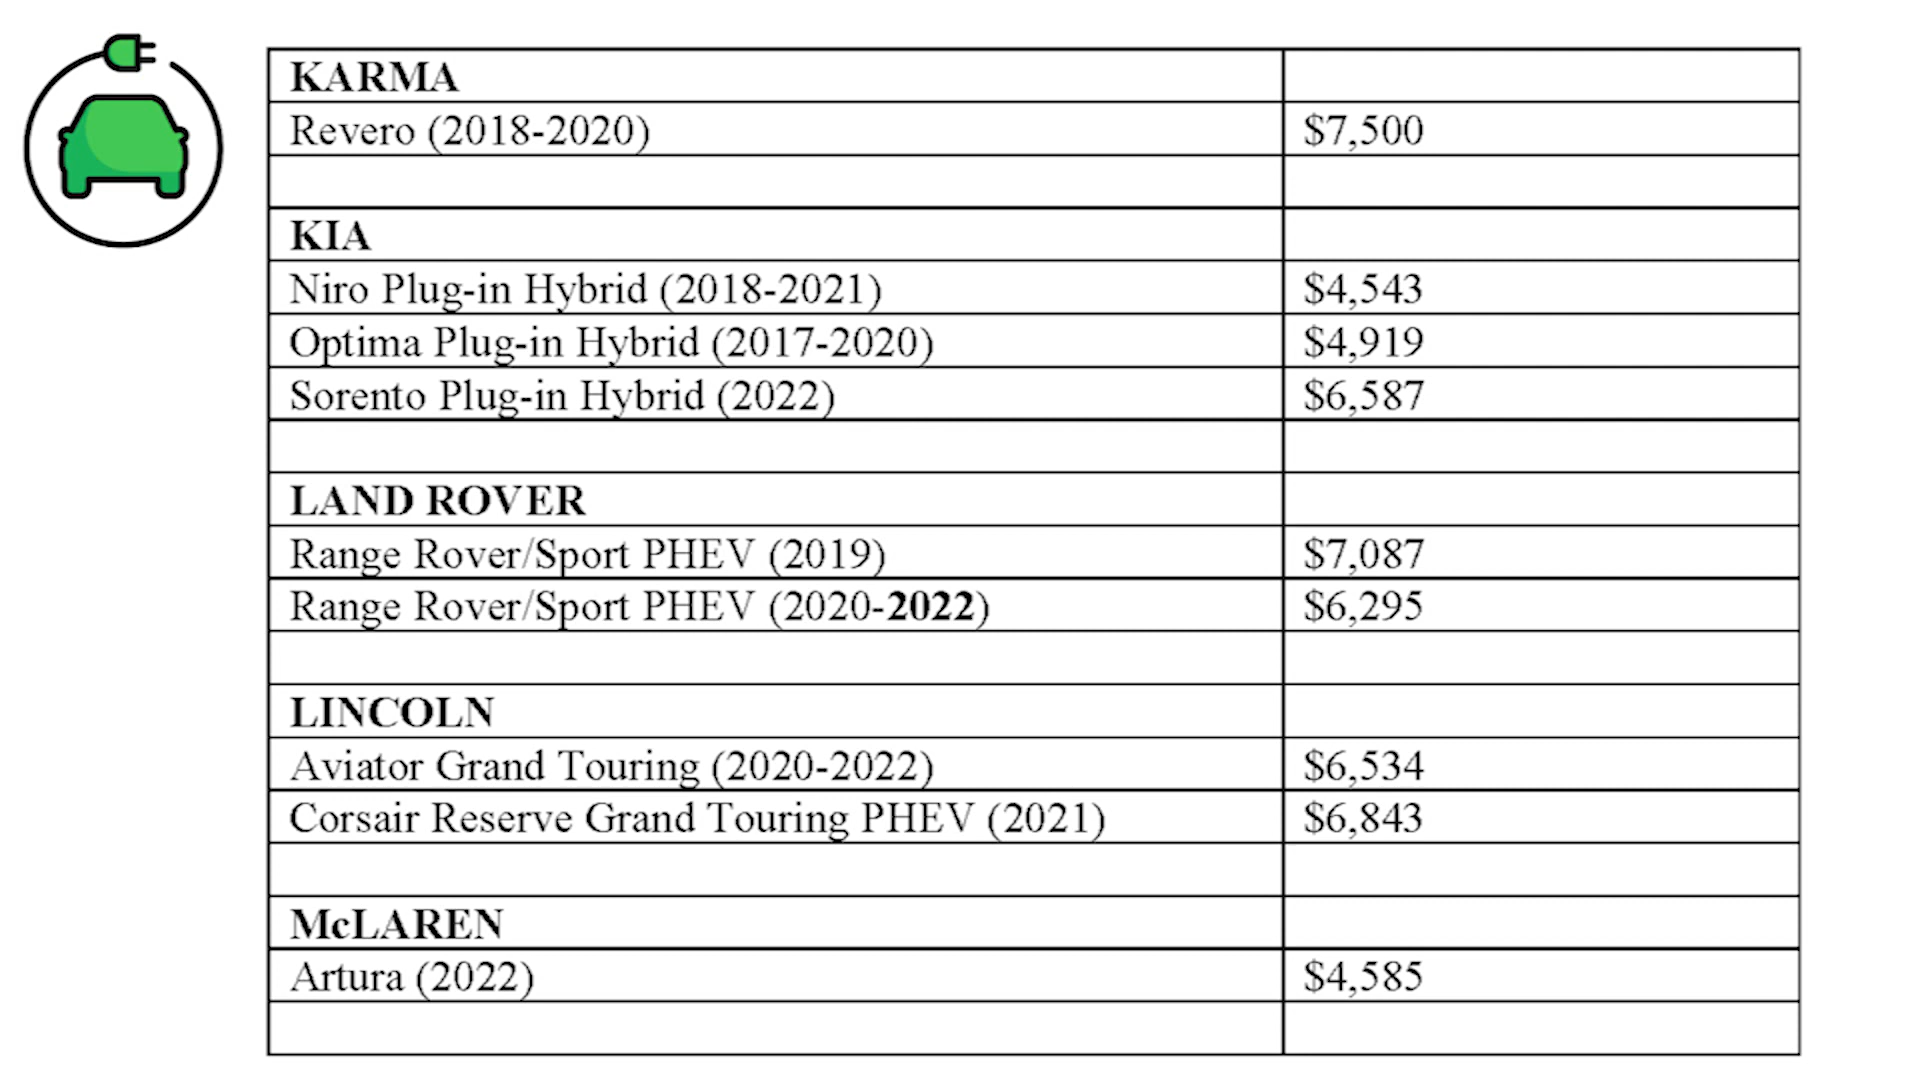 KARMA
Revero (2018-2020) $7,500
KIA
Niro Plug-in Hybrid (2018-2021) $4,543
Optima Plug-in Hybrid (2017-2020) $4,919
Sorento Plug-in Hybrid (2022) $6,587
LAND ROVER
Range Rover/Sport PHEV (2019) $7,087
Range Rover/Sport PHEV (2020-2022) $6,295
LINCOLN
Aviator Grand Touring (2020-2022) $6,534
Corsair Reserve Grand Touring PHEV (2021) $6,843
McLAREN
Artura (2022) $4,585